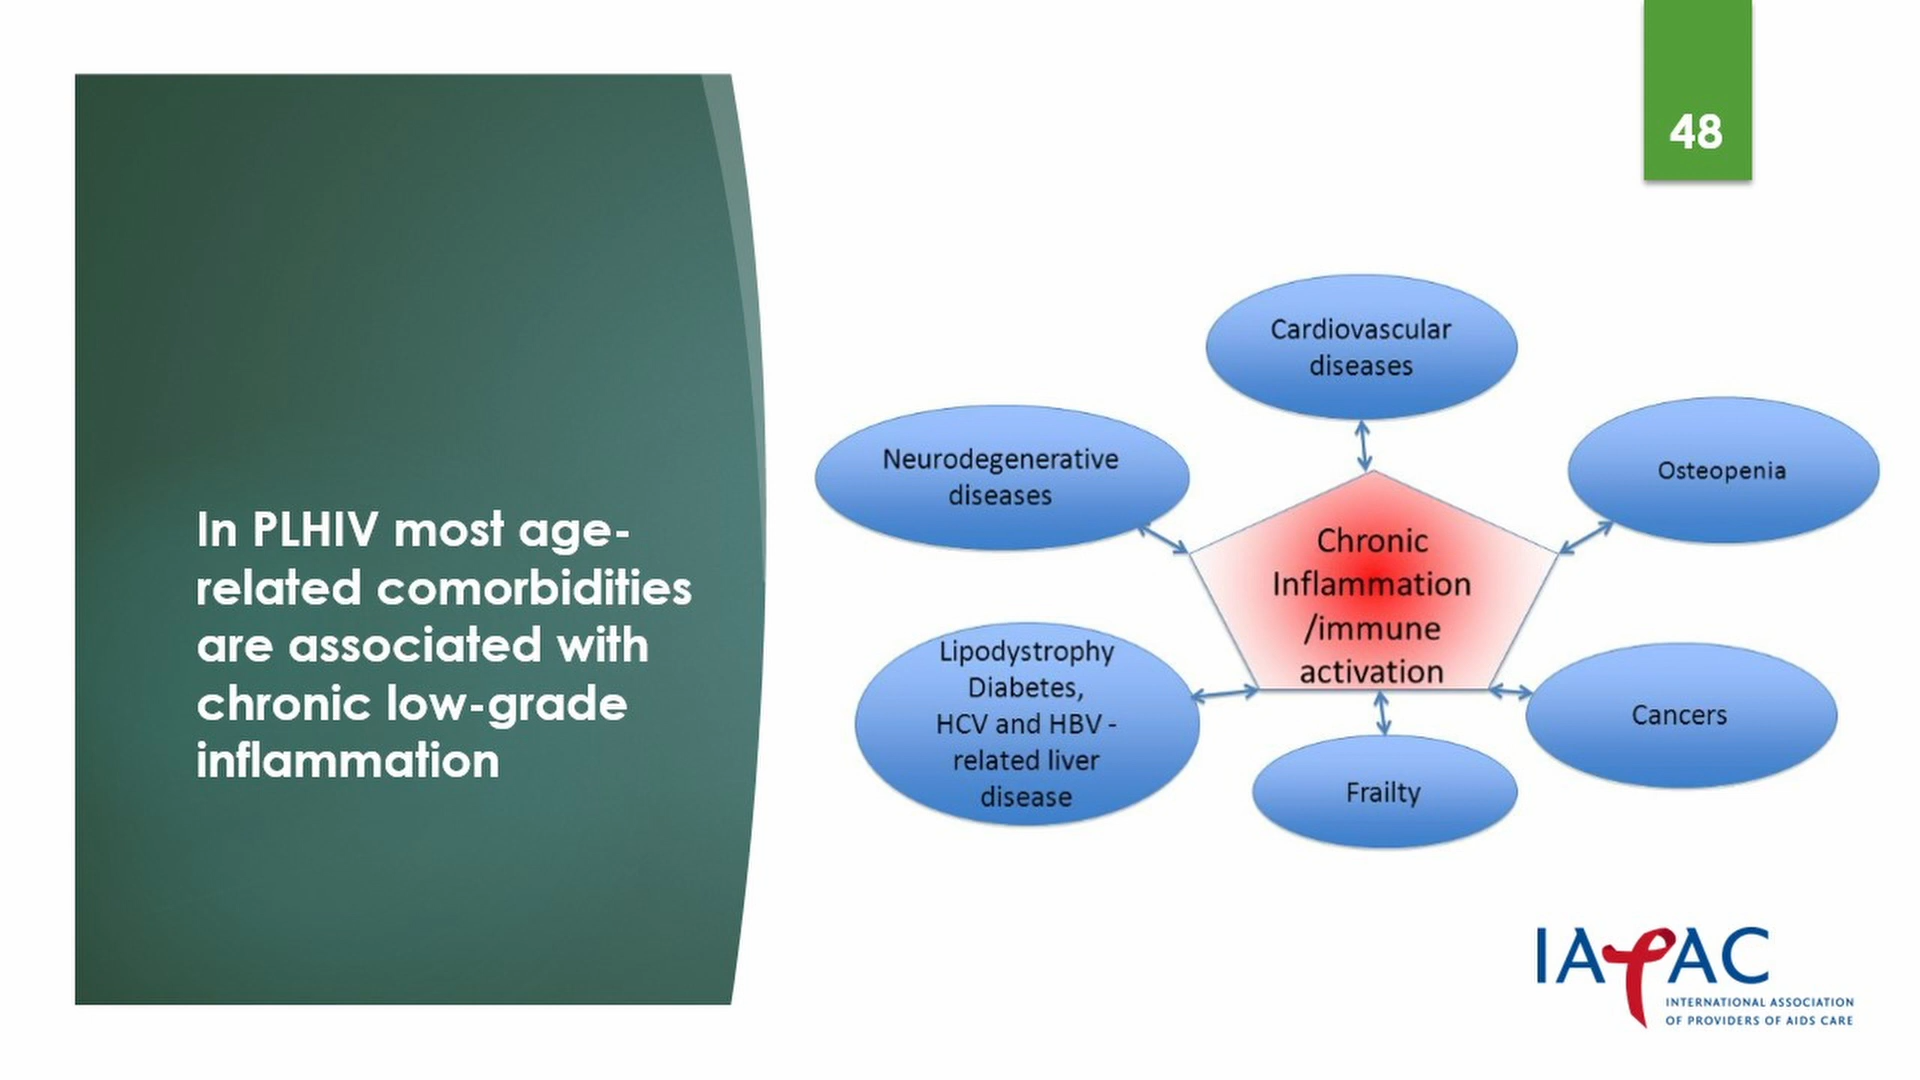 48
In PLHIV most age-
related comorbidities
are associated with
chronic low-grade
inflammation
Cardiovascular
diseases
Neurodegenerative
diseases
Osteopenia
Chronic
Inflammation
/immune
activation
Lipodystrophy
Diabetes,
HCV and HBV -
related liver
disease
Cancers
Frailty
IAPAC
INTERNATIONAL ASSOCIATION
OF PROVIDERS OF AIDS CARE